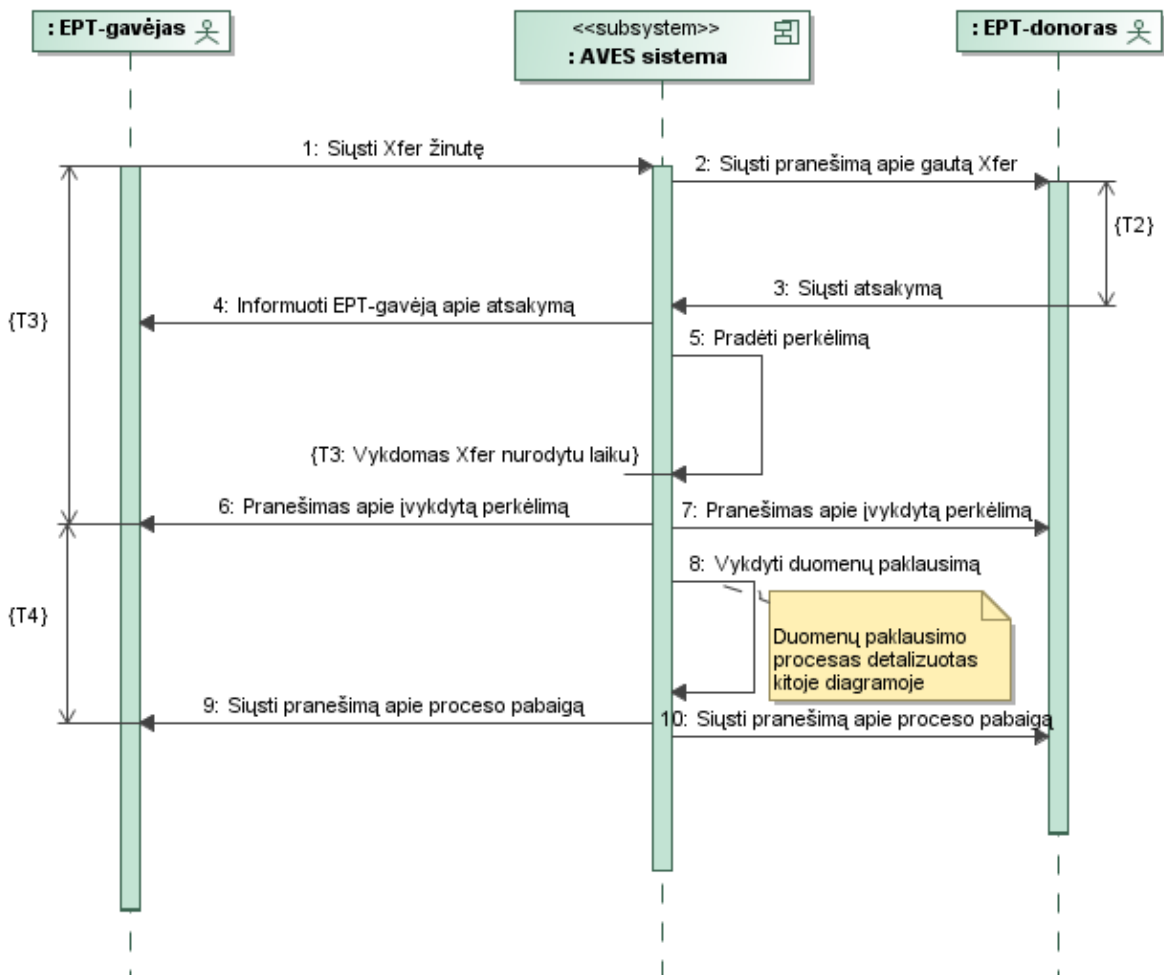 : EPT-gavėjas
<<subsystem>>
: AVES sistema
: EPT-donoras
1: Siųsti Xfer žinutę
2: Siųsti pranešimą apie gautą Xfer
{T2}
3: Siųsti atsakymą
4: Informuoti EPT-gavėją apie atsakymą
{T3}
5: Pradėti perkėlimą
{T3: Vykdomas Xfer nurodytu laiku}
6: Pranešimas apie įvykdytą perkėlimą
7: Pranešimas apie įvykdytą perkėlimą
8: Vykdyti duomenų paklausimą
{T4}
Duomenų paklausimo
procesas detalizuotas
kitoje diagramoje
9: Siųsti pranešimą apie proceso pabaigą
10: Siųsti pranešimą apie proceso pabaigą